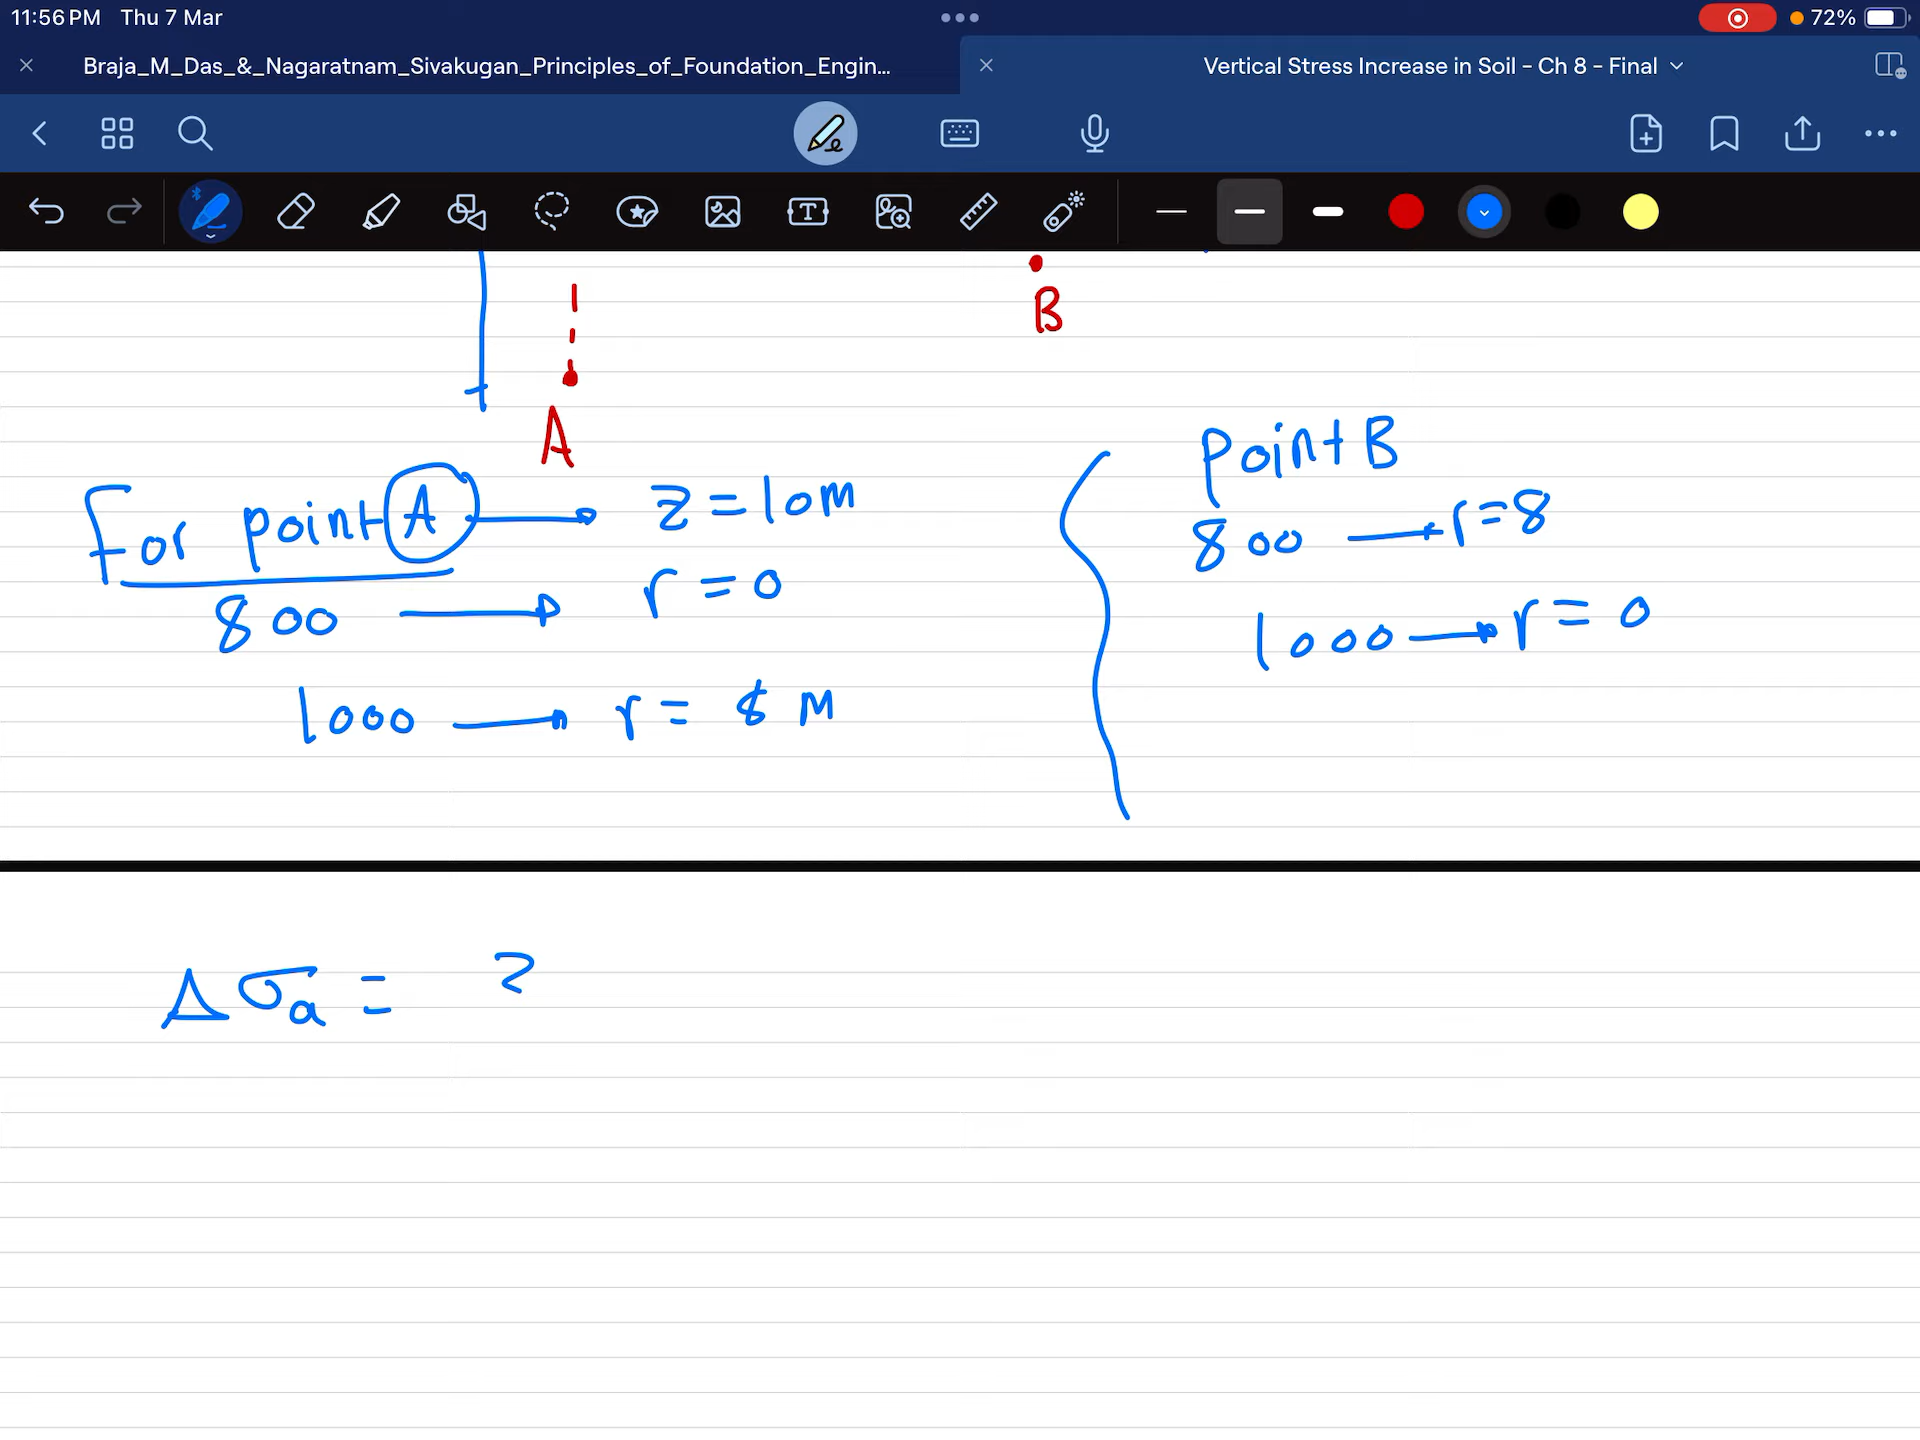 11:56 PM Thu 7 Mar
72%
Braja_M_Das_&_Nagaratnam_Sivakugan_Principles_of_Foundation_Engin...
Vertical Stress Increase in Soil - Ch 8 - Final
B
A
For point A → z = 10m
800 → r = 0
1000 → r = 8 m
Point B
800 → r = 8
1000 → r = 0
Δσa = ?